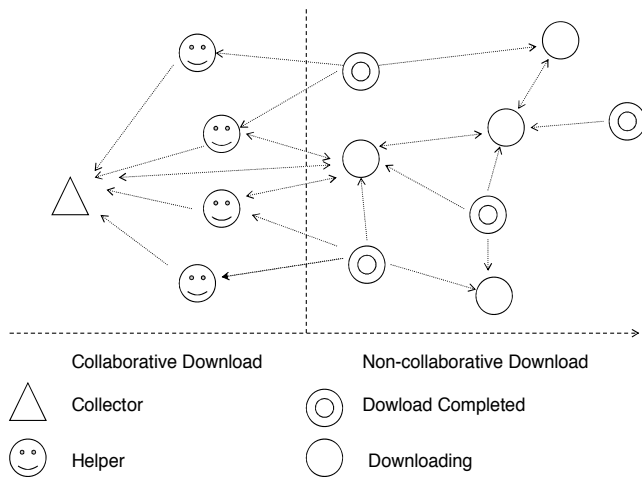 Collaborative Download
Non-collaborative Download
Collector
Dowload Completed
Helper
Downloading